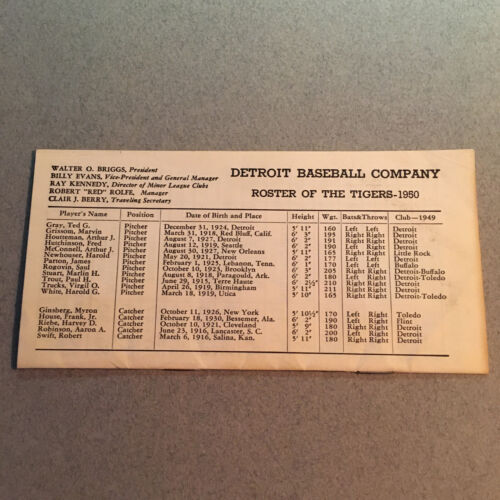 WALTER O. BRIGGS, President
BILLY EVANS, Vice-President and General Manager
RAY KENNEDY, Director of Minor League Clubs
ROBERT "RED" ROLFE, Manager
CLAIR J. BERRY, Traveling Secretary
DETROIT BASEBALL COMPANY
ROSTER OF THE TIGERS-1950
Player's Name Position Date of Birth and Place Height Wgt. Bats&Throws Club—1949
Gray, Ted G. Pitcher December 31, 1924, Detroit 5' 11" 160 Left Left Detroit
Grissom, Marvin Pitcher March 31, 1918, Red Bluff, Calif. 6' 3" 195 Right Right Detroit
Houtteman, Arthur J. Pitcher August 7, 1927, Detroit 6' 2" 191 Right Right Detroit
Hutchinson, Fred Pitcher August 12, 1919, Seattle 6' 2" 190 Left Right Detroit
McConnell, Arthur J. Pitcher August 30, 1927, New Orleans 5' 11" 165 Right Right Little Rock
Newhouser, Harold Pitcher May 20, 1921, Detroit 6' 2" 177 Left Left Detroit
Parton, James Pitcher February 1, 1925, Lebanon, Tenn. 6' 1" 170 Left Left Buffalo
Rogovin, Saul Pitcher October 10, 1923, Brooklyn 6' 3" 205 Right Right Detroit-Buffalo
Stuart, Marlin H. Pitcher August 8, 1918, Paragould, Ark. 6' 2" 180 Left Right Detroit-Toledo
Trout, Paul H. Pitcher June 29, 1915, Terre Haute 6' 2½" 210 Right Right Detroit
Trucks, Virgil O. Pitcher April 26, 1919, Birmingham 5' 11" 211 Right Right Detroit
White, Harold G. Pitcher March 18, 1919, Utica 5' 10" 165 Right Right Detroit-Toledo
Ginsberg, Myron Catcher October 11, 1926, New York 5' 10½" 170 Left Right Toledo
House, Frank, Jr. Catcher February 18, 1930, Bessemer, Ala. 6' 2" 190 Right Right Flint
Riebe, Harvey D. Catcher October 10, 1921, Cleveland 5' 9" 180 Right Right Detroit
Robinson, Aaron A. Catcher June 23, 1916, Lancaster, S. C. 6' 2" 200 Left Right Detroit
Swift, Robert Catcher March 6, 1916, Salina, Kan. 5' 11" 180 Right Right Detroit